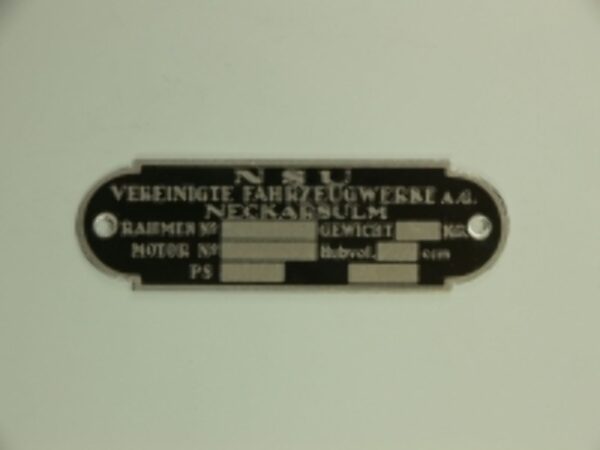 NSU
VEREINIGTE FAHRZEUGWERKE A.G.
NECKARSULM
RAHMEN Nº GEWICHT KG.
MOTOR Nº Hubvol. ccm
PS